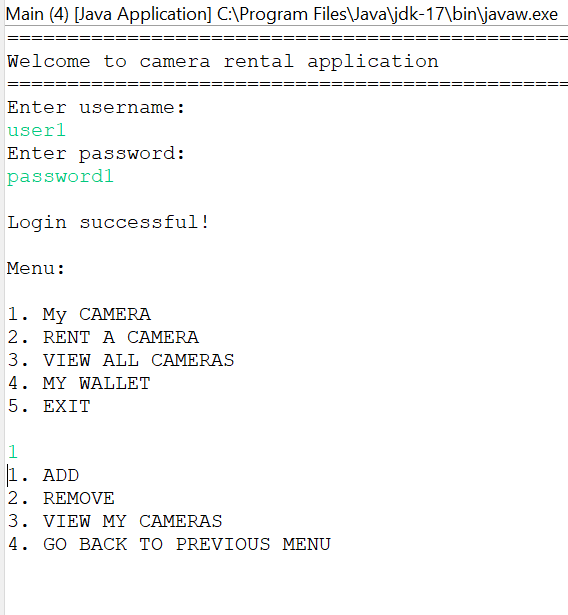 Main (4) [Java Application] C:\Program Files\Java\jdk-17\bin\javaw.exe
===============================================
Welcome to camera rental application
===============================================
Enter username:
user1
Enter password:
password1
Login successful!
Menu:
1. My CAMERA
2. RENT A CAMERA
3. VIEW ALL CAMERAS
4. MY WALLET
5. EXIT
1
1. ADD
2. REMOVE
3. VIEW MY CAMERAS
4. GO BACK TO PREVIOUS MENU